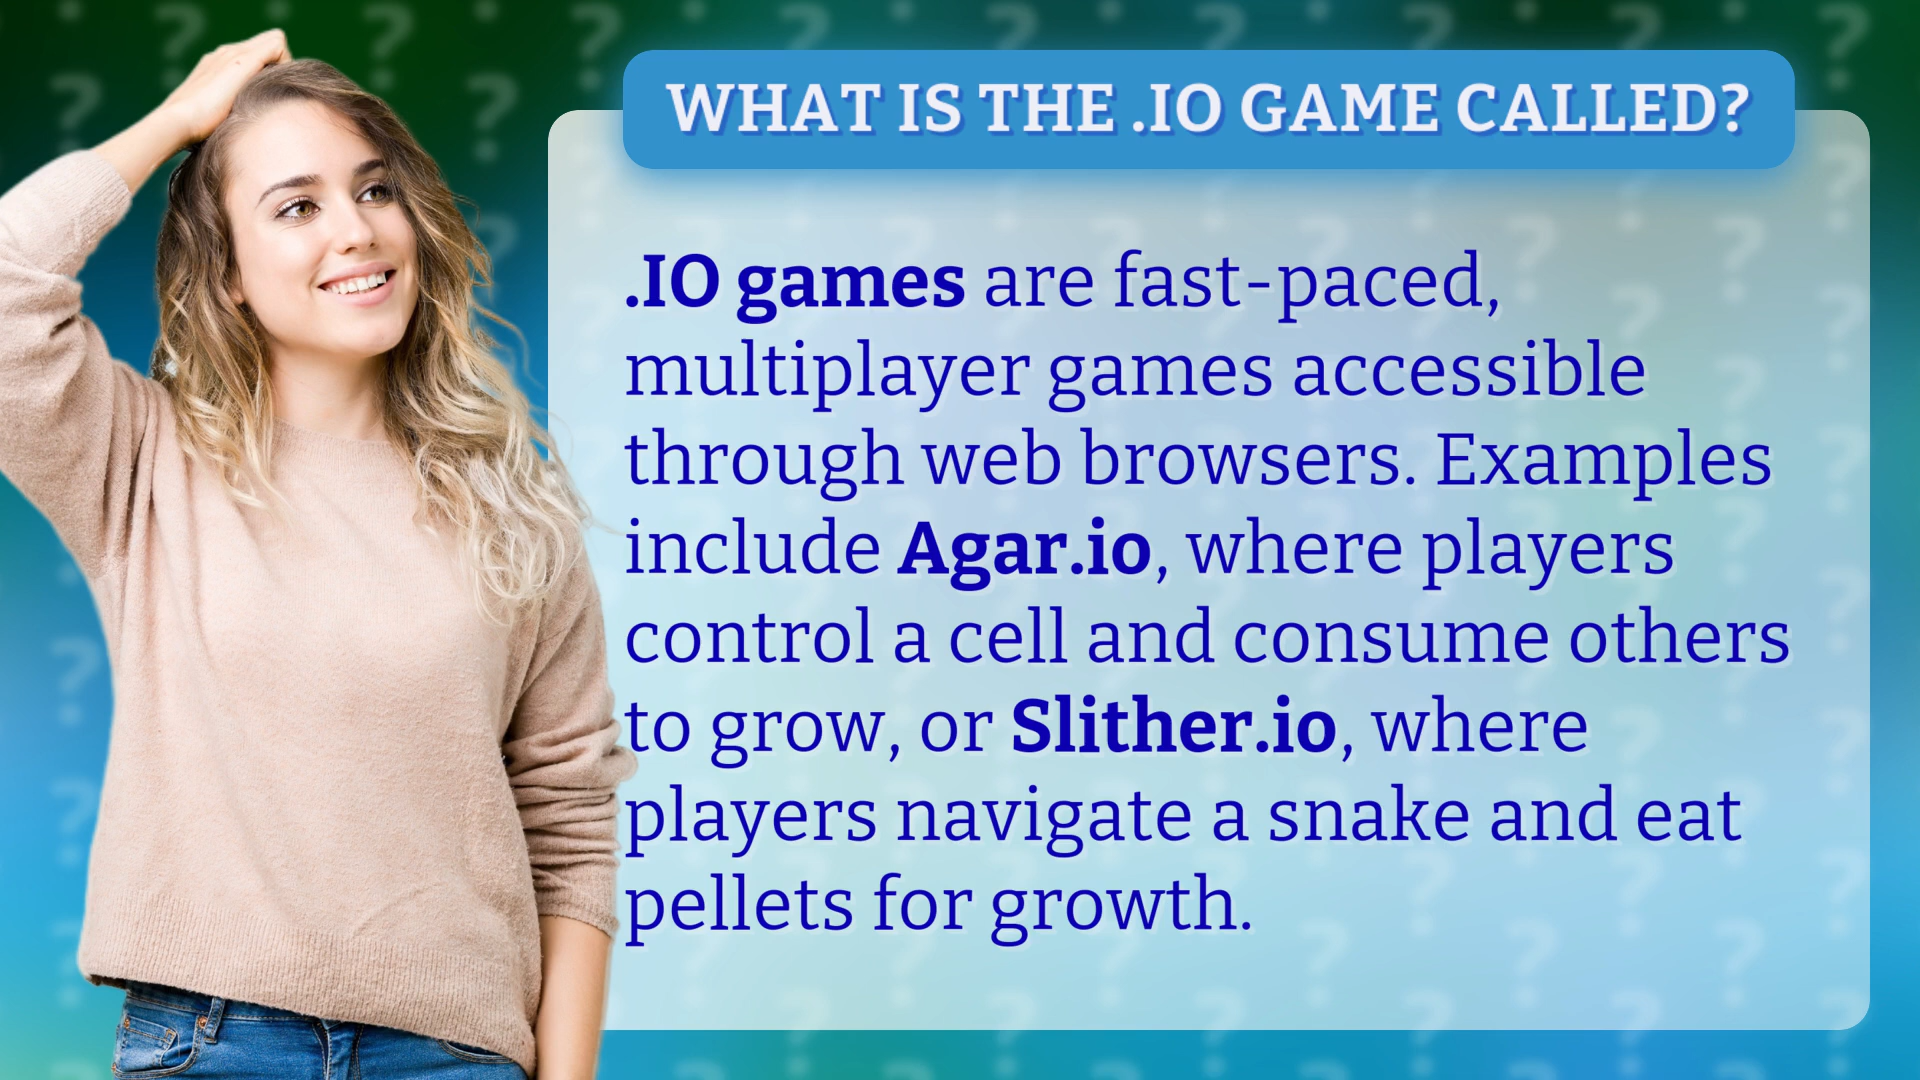 WHAT IS THE .IO GAME CALLED?
.IO games are fast-paced,
multiplayer games accessible
through web browsers. Examples
include Agar.io, where players
control a cell and consume others
to grow, or Slither.io, where
players navigate a snake and eat
pellets for growth.